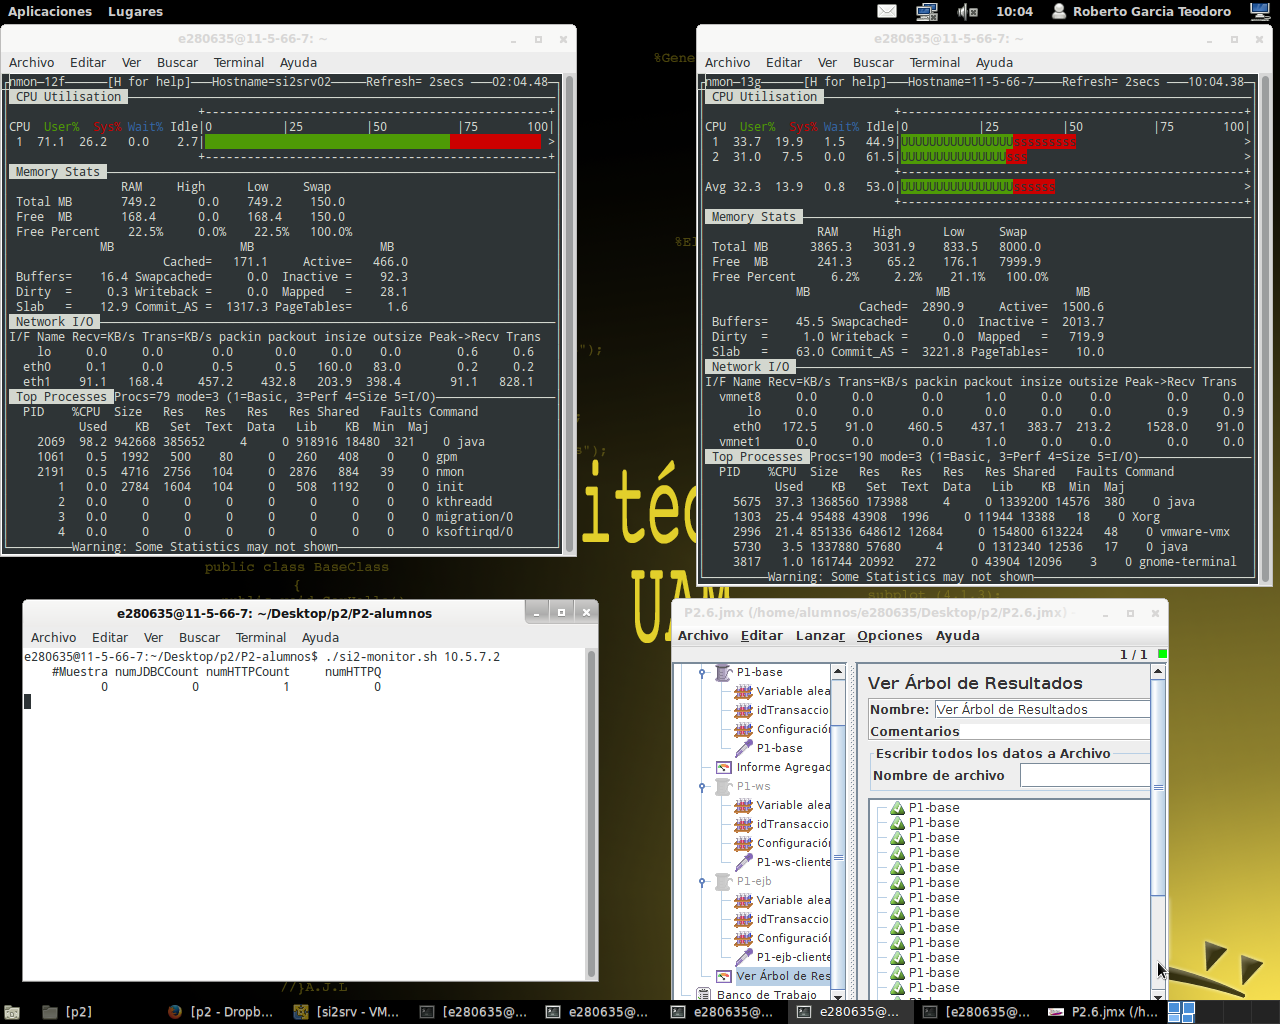 Aplicaciones Lugares 10:04 Roberto Garcia Teodoro
e280635@11-5-66-7: ~
Archivo Editar Ver Buscar Terminal Ayuda
nmon-12f [H for help] Hostname=si2srv02 Refresh= 2secs 02:04.48
CPU Utilisation
CPU User% Sys% Wait% Idle|0 |25 |50 |75 100|
1 71.1 26.2 0.0 2.7| >
Memory Stats
RAM High Low Swap
Total MB 749.2 0.0 749.2 150.0
Free MB 168.4 0.0 168.4 150.0
Free Percent 22.5% 0.0% 22.5% 100.0%
MB MB MB
Cached= 171.1 Active= 466.0
Buffers= 16.4 Swapcached= 0.0 Inactive = 92.3
Dirty = 0.3 Writeback = 0.0 Mapped = 28.1
Slab = 12.9 Commit_AS = 1317.3 PageTables= 1.6
Network I/O
I/F Name Recv=KB/s Trans=KB/s packin packout insize outsize Peak->Recv Trans
lo 0.0 0.0 0.0 0.0 0.0 0.0 0.6 0.6
eth0 0.1 0.0 0.5 0.5 160.0 83.0 0.2 0.2
eth1 91.1 168.4 457.2 432.8 203.9 398.4 91.1 828.1
Top Processes Procs=79 mode=3 (1=Basic, 3=Perf 4=Size 5=I/O)
PID %CPU Size Res Res Res Res Shared Faults Command
Used KB Set Text Data Lib KB Min Maj
2069 98.2 942668 385652 4 0 918916 18480 321 0 java
1061 0.5 1992 500 80 0 260 408 0 0 gpm
2191 0.5 4716 2756 104 0 2876 884 39 0 nmon
1 0.0 2784 1604 104 0 508 1192 0 0 init
2 0.0 0 0 0 0 0 0 0 0 kthreadd
3 0.0 0 0 0 0 0 0 0 0 migration/0
4 0.0 0 0 0 0 0 0 0 0 ksoftirqd/0
Warning: Some Statistics may not shown
e280635@11-5-66-7: ~
Archivo Editar Ver Buscar Terminal Ayuda
nmon-13g [H for help] Hostname=11-5-66-7 Refresh= 2secs 10:04.38
CPU Utilisation
CPU User% Sys% Wait% Idle|0 |25 |50 |75 100|
1 33.7 19.9 1.5 44.9|UUUUUUUUUUUUUUUUsssssssss >
2 31.0 7.5 0.0 61.5|UUUUUUUUUUUUUUUsss >
Avg 32.3 13.9 0.8 53.0|UUUUUUUUUUUUUUUUssssss >
Memory Stats
RAM High Low Swap
Total MB 3865.3 3031.9 833.5 8000.0
Free MB 241.3 65.2 176.1 7999.9
Free Percent 6.2% 2.2% 21.1% 100.0%
MB MB MB
Cached= 2890.9 Active= 1500.6
Buffers= 45.5 Swapcached= 0.0 Inactive = 2013.7
Dirty = 1.0 Writeback = 0.0 Mapped = 719.9
Slab = 63.0 Commit_AS = 3221.8 PageTables= 10.0
Network I/O
I/F Name Recv=KB/s Trans=KB/s packin packout insize outsize Peak->Recv Trans
vmnet8 0.0 0.0 0.0 1.0 0.0 0.0 0.0 0.0
lo 0.0 0.0 0.0 0.0 0.0 0.0 0.9 0.9
eth0 172.5 91.0 460.5 437.1 383.7 213.2 1528.0 91.0
vmnet1 0.0 0.0 0.0 1.0 0.0 0.0 0.0 0.0
Top Processes Procs=190 mode=3 (1=Basic, 3=Perf 4=Size 5=I/O)
PID %CPU Size Res Res Res Res Shared Faults Command
Used KB Set Text Data Lib KB Min Maj
5675 37.3 1368560 173988 4 0 1339200 14576 380 0 java
1303 25.4 95488 43908 1996 0 11944 13388 18 0 Xorg
2996 21.4 851336 648612 12684 0 154800 613224 48 0 vmware-vmx
5730 3.5 1337880 57680 4 0 1312340 12536 17 0 java
3817 1.0 161744 20992 272 0 43904 12096 3 0 gnome-terminal
Warning: Some Statistics may not shown
%Gene
%El
");
;
s");
itéc
UAM
public class BaseClass
{
subplot (4,1,3);
e280635@11-5-66-7: ~/Desktop/p2/P2-alumnos
Archivo Editar Ver Buscar Terminal Ayuda
e280635@11-5-66-7:~/Desktop/p2/P2-alumnos$ ./si2-monitor.sh 10.5.7.2
#Muestra numJDBCCount numHTTPCount numHTTPQ
0 0 1 0
//}A.J.L
P2.6.jmx (/home/alumnos/e280635/Desktop/p2/P2.6.jmx) -
Archivo Editar Lanzar Opciones Ayuda
1 / 1
P1-base
Variable alea
idTransaccio
Configuración
P1-base
Informe Agregad
P1-ws
Variable alea
idTransaccio
Configuración
P1-ws-cliente
P1-ejb
Variable alea
idTransaccio
Configuración
P1-ejb-cliente
Ver Árbol de Res
Banco de Trabajo
Ver Árbol de Resultados
Nombre: Ver Árbol de Resultados
Comentarios
Escribir todos los datos a Archivo
Nombre de archivo
P1-base
P1-base
P1-base
P1-base
P1-base
P1-base
P1-base
P1-base
P1-base
P1-base
P1-base
P1-base
P1-base
[p2] [p2 - Dropb... [si2srv - VM... [e280635@... e280635@... e280635@... e280635@... [e280635@... P2.6.jmx (/h...